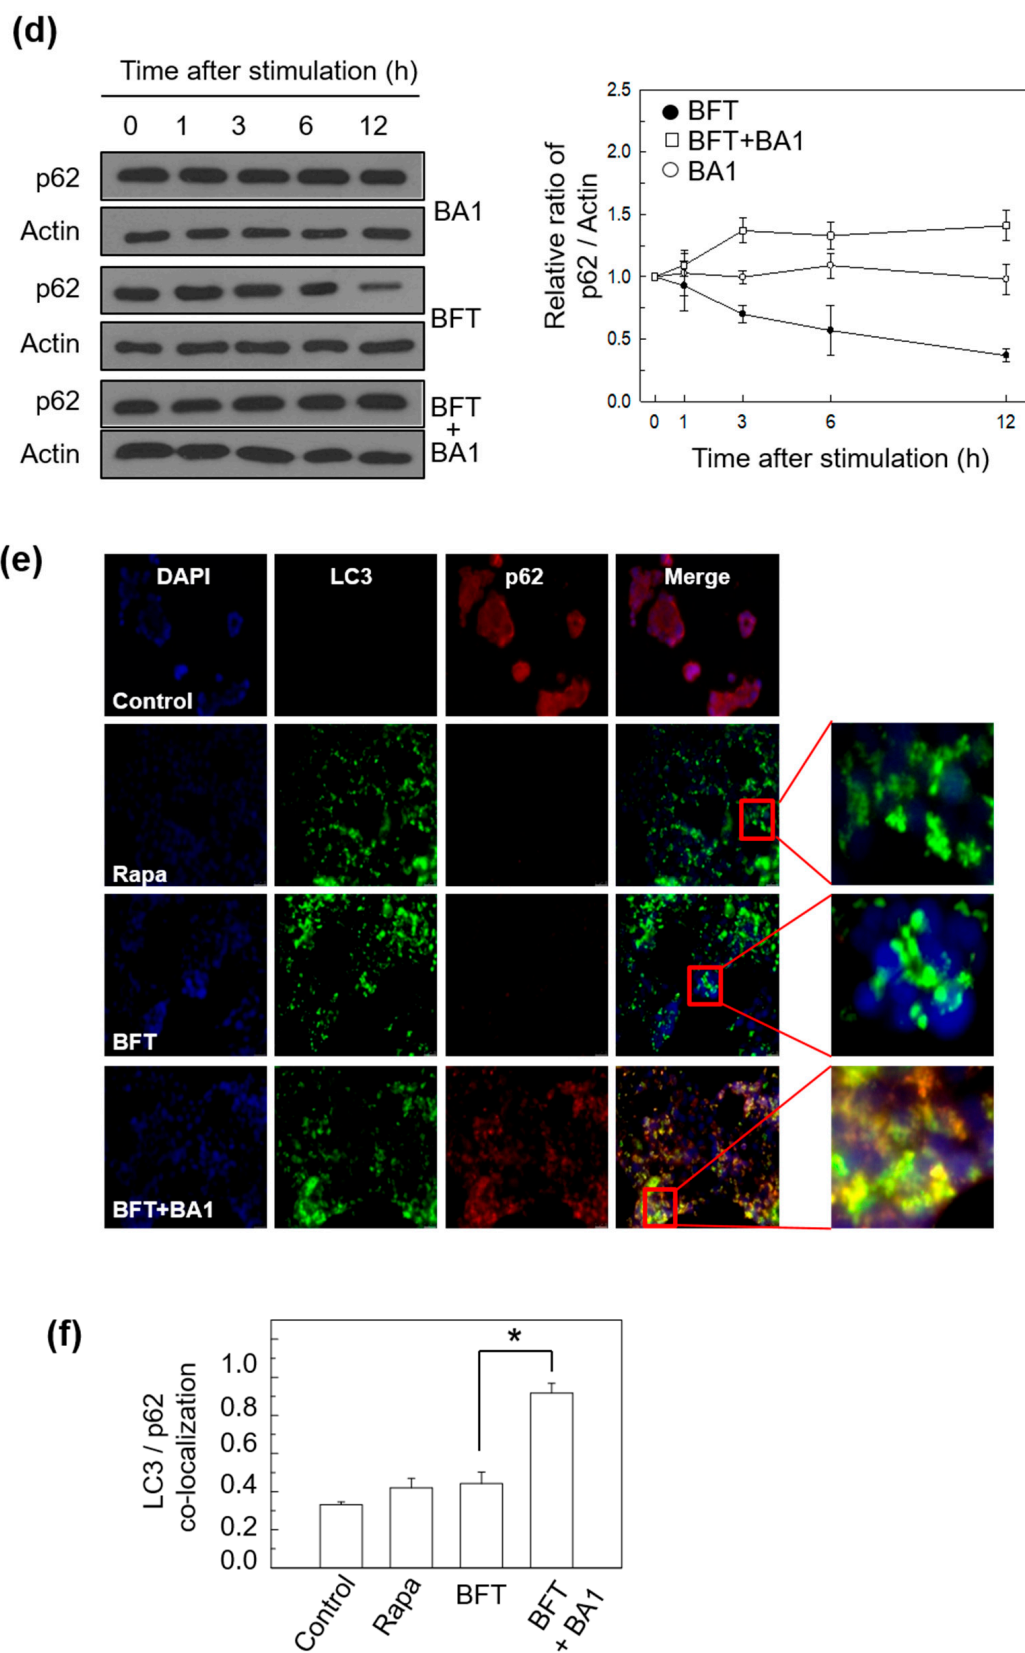 (d)
Time after stimulation (h)
0 1 3 6 12
p62
Actin
BA1
p62
Actin
BFT
p62
Actin
BFT
+
BA1
2.5
2.0
1.5
1.0
0.5
0.0
Relative ratio of
p62 / Actin
BFT
BFT+BA1
BA1
0 1 3 6 12
Time after stimulation (h)
(e)
DAPI LC3 p62 Merge
Control
Rapa
BFT
BFT+BA1
(f)
LC3 / p62
co-localization
1.0
0.8
0.6
0.4
0.2
0.0
*
Control
Rapa
BFT
BFT
+ BA1